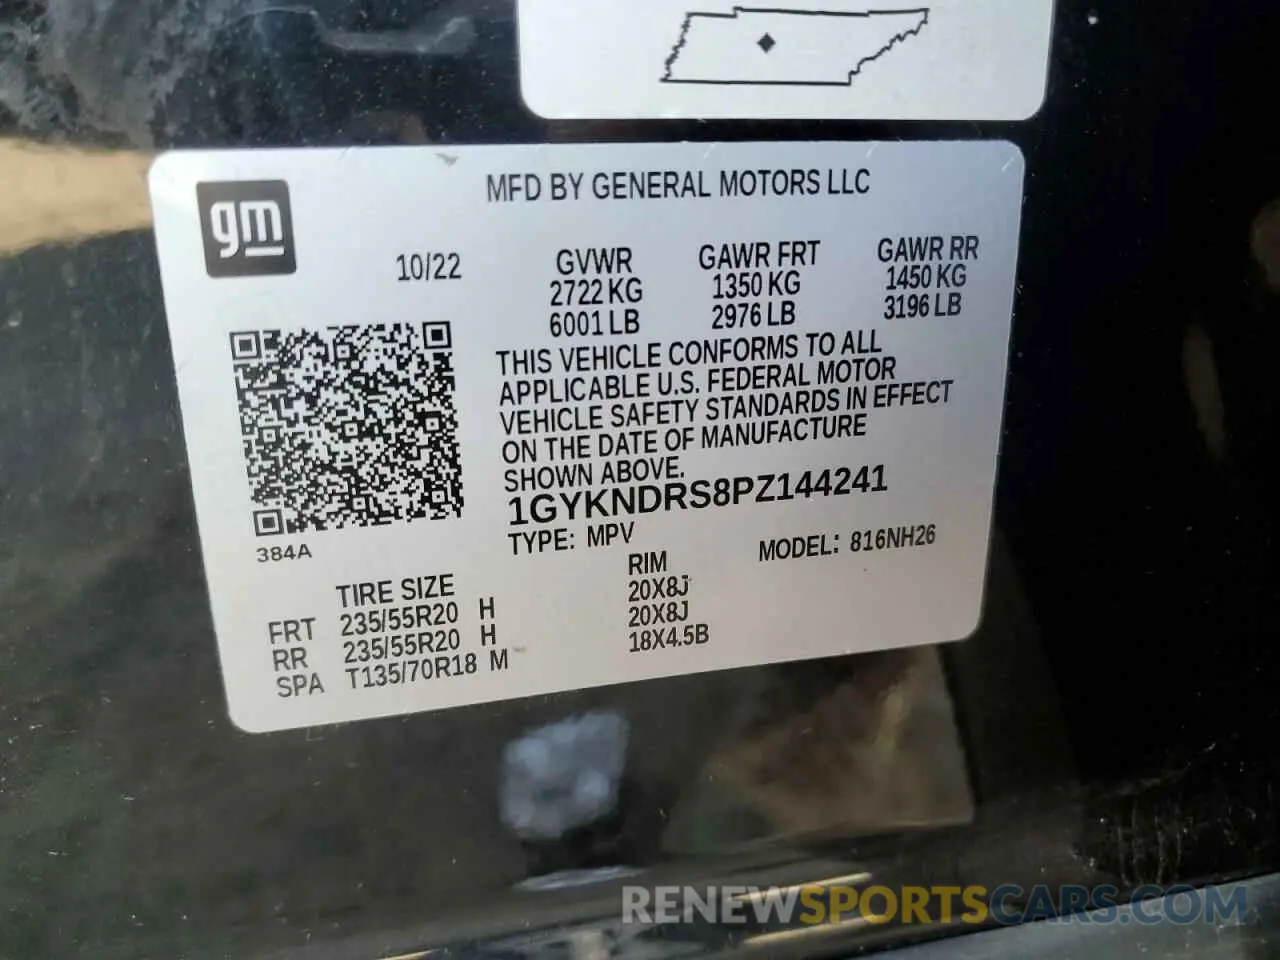 gm
MFD BY GENERAL MOTORS LLC
10/22
GVWR
2722 KG
6001 LB
GAWR FRT
1350 KG
2976 LB
GAWR RR
1450 KG
3196 LB
THIS VEHICLE CONFORMS TO ALL
APPLICABLE U.S. FEDERAL MOTOR
VEHICLE SAFETY STANDARDS IN EFFECT
ON THE DATE OF MANUFACTURE
SHOWN ABOVE.
1GYKNDRS8PZ144241
TYPE: MPV
MODEL: 816NH26
384A
TIRE SIZE RIM
FRT 235/55R20 H 20X8J
RR 235/55R20 H 20X8J
SPA T135/70R18 M 18X4.5B
RENEWSPORTSCARS.COM